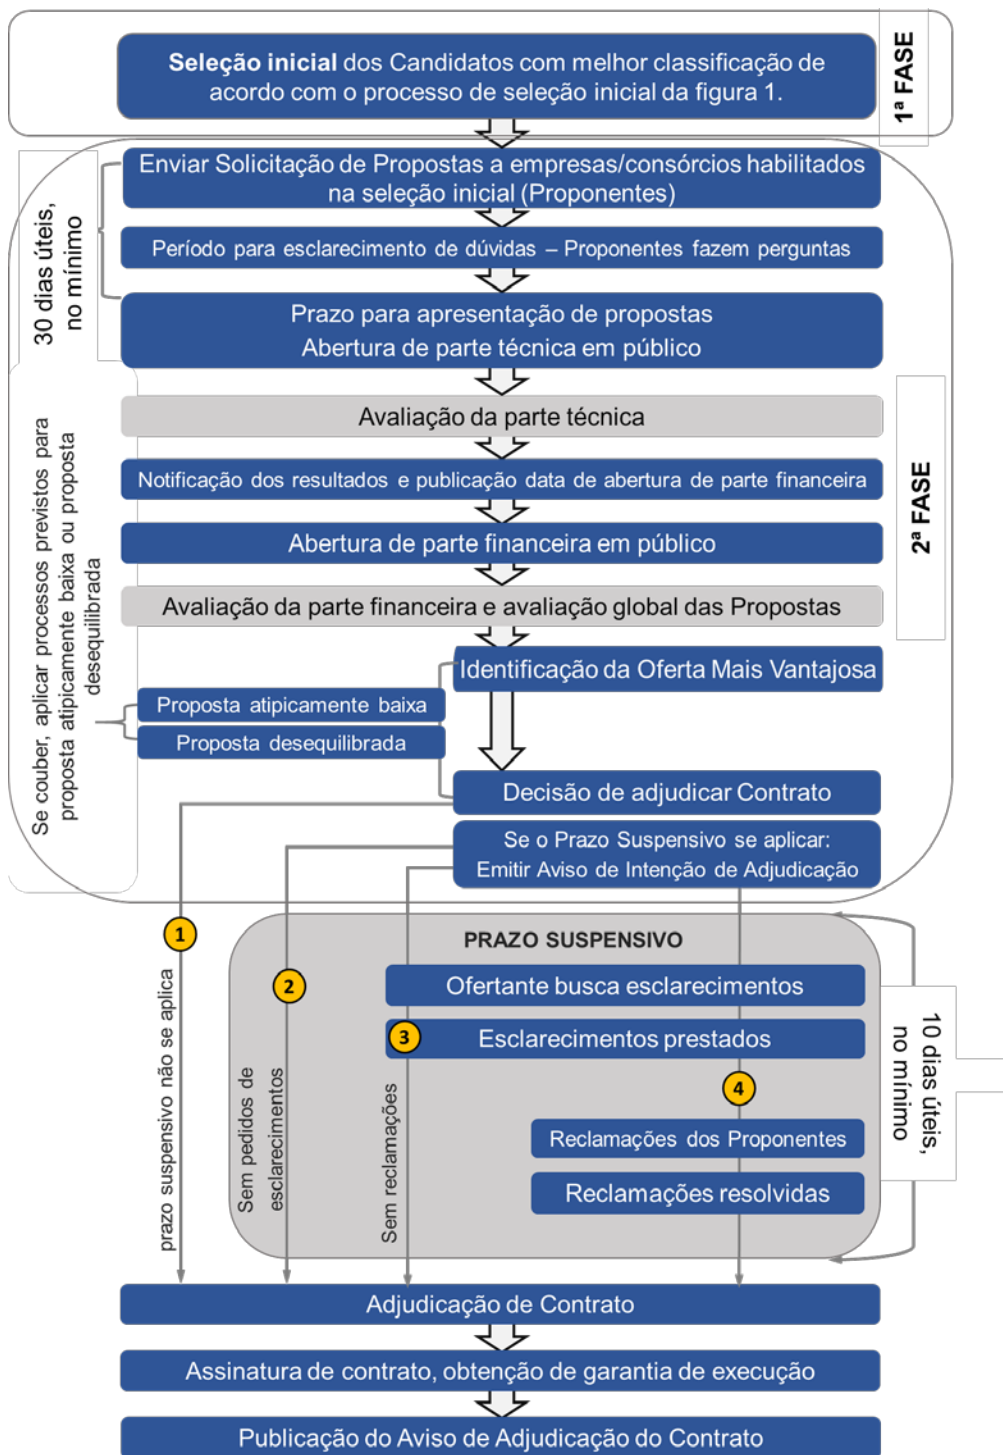 Seleção inicial dos Candidatos com melhor classificação de
acordo com o processo de seleção inicial da figura 1.
1ª FASE
Enviar Solicitação de Propostas a empresas/consórcios habilitados
na seleção inicial (Proponentes)
30 dias úteis,
no mínimo
Período para esclarecimento de dúvidas – Proponentes fazem perguntas
Prazo para apresentação de propostas
Abertura de parte técnica em público
Avaliação da parte técnica
Notificação dos resultados e publicação data de abertura de parte financeira
Abertura de parte financeira em público
Avaliação da parte financeira e avaliação global das Propostas
2ª FASE
Se couber, aplicar processos previstos para
proposta atipicamente baixa ou proposta
desequilibrada
Identificação da Oferta Mais Vantajosa
Proposta atipicamente baixa
Proposta desequilibrada
Decisão de adjudicar Contrato
Se o Prazo Suspensivo se aplicar:
Emitir Aviso de Intenção de Adjudicação
1
prazo suspensivo não se aplica
PRAZO SUSPENSIVO
2
Sem pedidos de
esclarecimentos
Ofertante busca esclarecimentos
3
Esclarecimentos prestados
Sem reclamações
4
Reclamações dos Proponentes
Reclamações resolvidas
10 dias úteis,
no mínimo
Adjudicação de Contrato
Assinatura de contrato, obtenção de garantia de execução
Publicação do Aviso de Adjudicação do Contrato